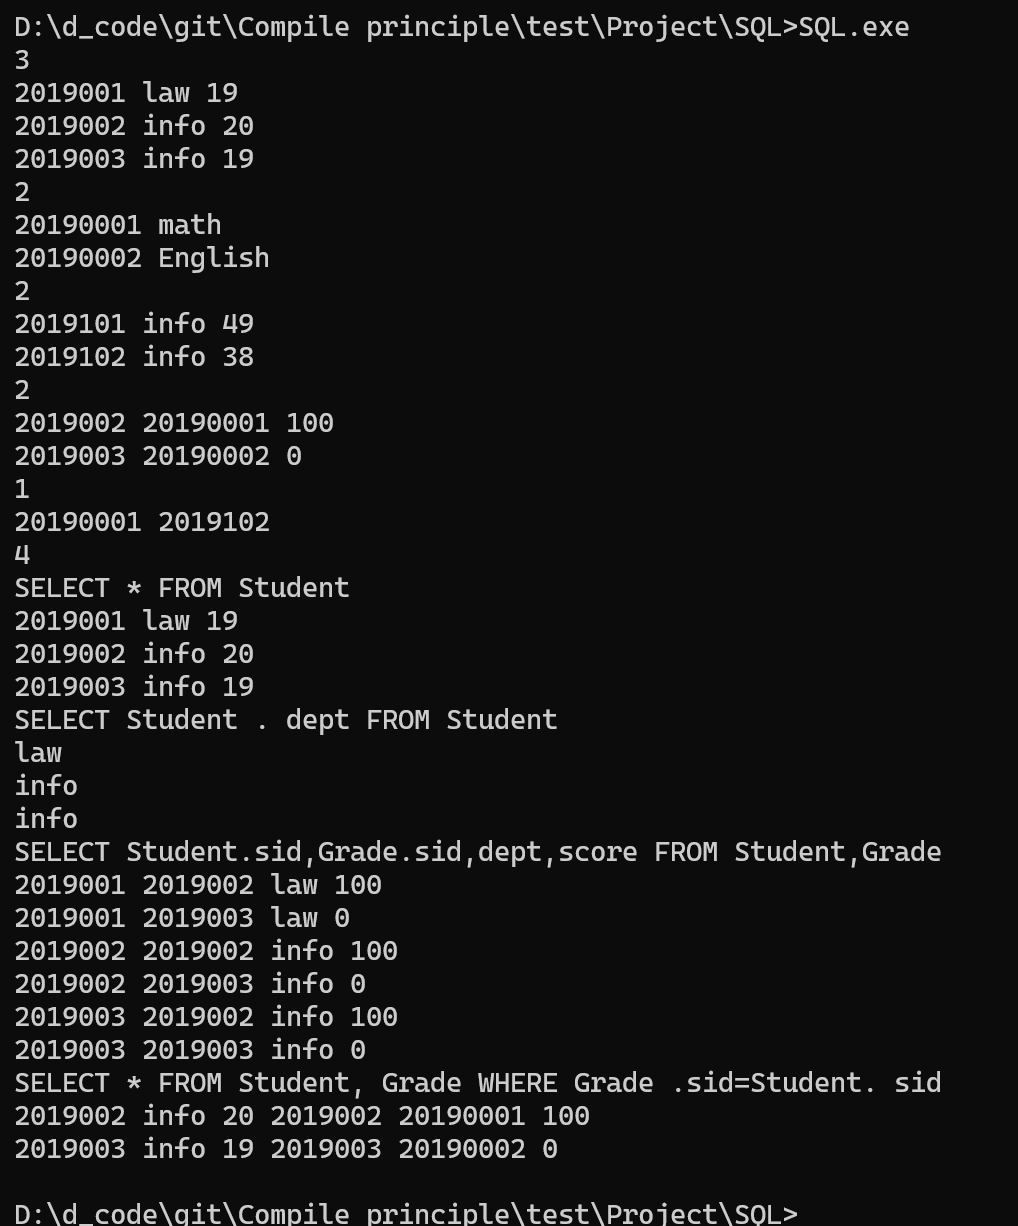 D:\d_code\git\Compile principle\test\Project\SQL>SQL.exe
3
2019001 law 19
2019002 info 20
2019003 info 19
2
20190001 math
20190002 English
2
2019101 info 49
2019102 info 38
2
2019002 20190001 100
2019003 20190002 0
1
20190001 2019102
4
SELECT * FROM Student
2019001 law 19
2019002 info 20
2019003 info 19
SELECT Student . dept FROM Student
law
info
info
SELECT Student.sid,Grade.sid,dept,score FROM Student,Grade
2019001 2019002 law 100
2019001 2019003 law 0
2019002 2019002 info 100
2019002 2019003 info 0
2019003 2019002 info 100
2019003 2019003 info 0
SELECT * FROM Student, Grade WHERE Grade .sid=Student. sid
2019002 info 20 2019002 20190001 100
2019003 info 19 2019003 20190002 0
D:\d_code\git\Compile principle\test\Project\SQL>